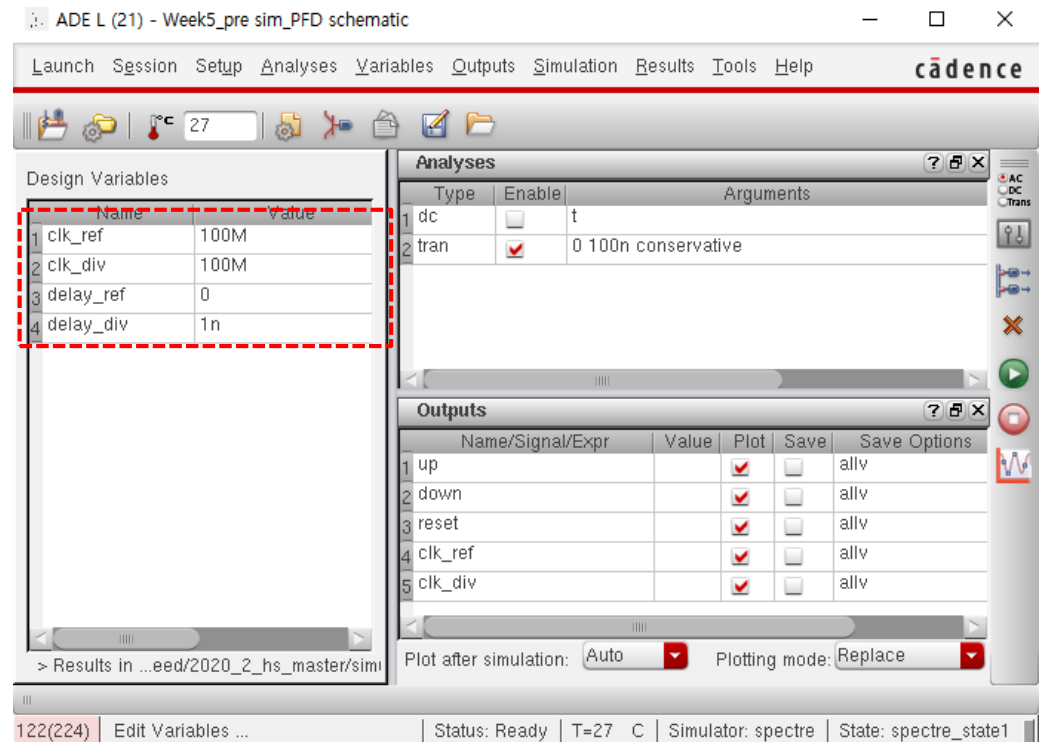 ADE L (21) - Week5_pre sim_PFD schematic
Launch Session Setup Analyses Variables Outputs Simulation Results Tools Help cādence
°C 27
Design Variables
Name Value
1 clk_ref 100M
2 clk_div 100M
3 delay_ref 0
4 delay_div 1n
> Results in ...eed/2020_2_hs_master/simu
Analyses
Type Enable Arguments
1 dc t
2 tran 0 100n conservative
Outputs
Name/Signal/Expr Value Plot Save Save Options
1 up allv
2 down allv
3 reset allv
4 clk_ref allv
5 clk_div allv
Plot after simulation: Auto Plotting mode: Replace
AC
DC
Trans
122(224) Edit Variables ... Status: Ready T=27 C Simulator: spectre State: spectre_state1